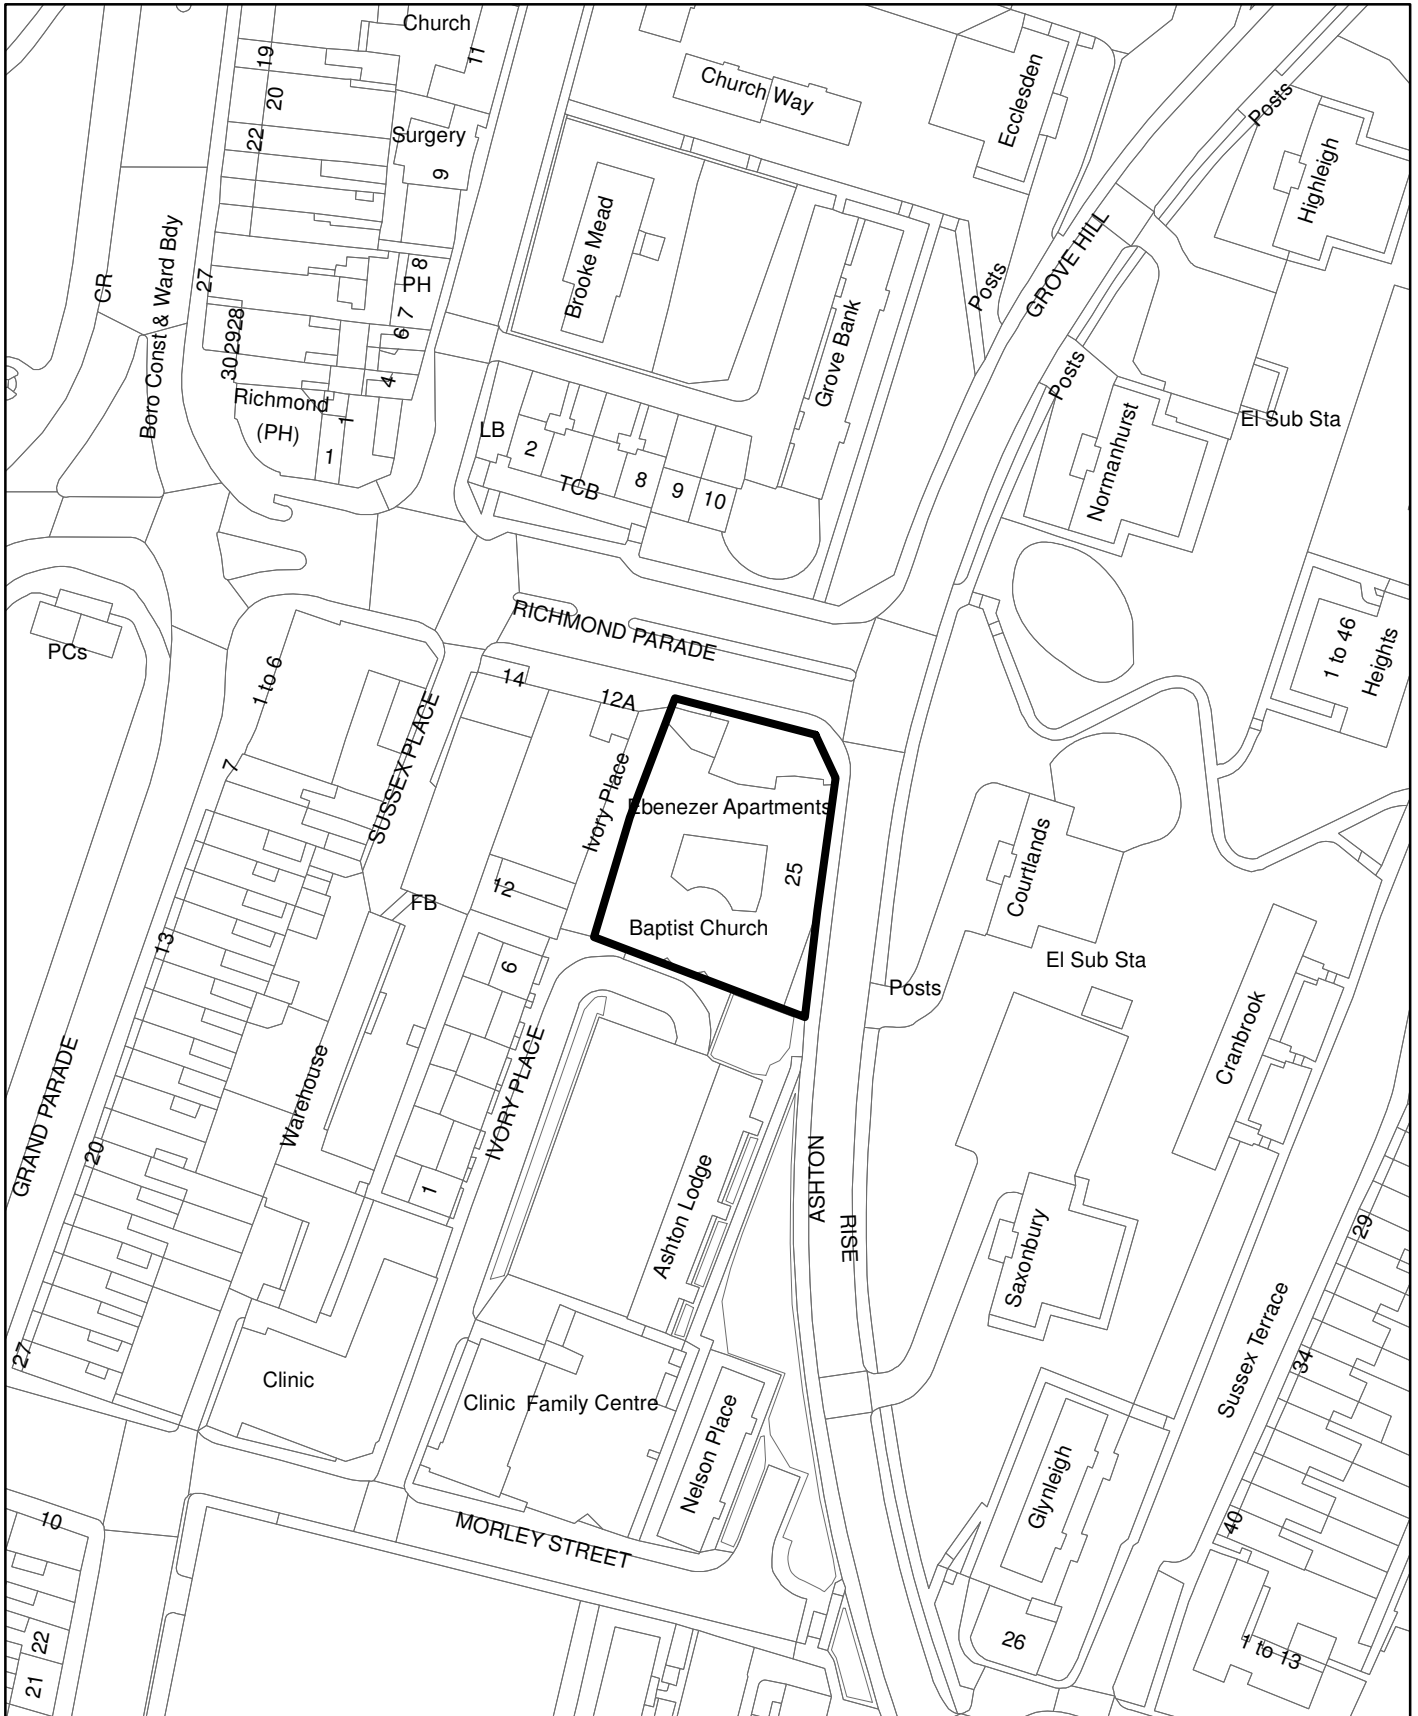 Church
11
19
20
22
Surgery
9
Church Way
Ecclesden
Posts
Highleigh
CR
Boro Const & Ward Bdy
27
8
PH
7
6
4
28
29
30
Richmond
(PH)
1
1
Brooke Mead
Grove Bank
Posts
GROVE HILL
Posts
Normanhurst
El Sub Sta
LB
2
TCB
8
9
10
RICHMOND PARADE
PCs
1 to 6
7
SUSSEX PLACE
14
12A
Ivory Place
Ebenezer Apartments
25
Baptist Church
12
FB
6
13
1 to 46
Heights
Courtlands
El Sub Sta
Posts
Cranbrook
GRAND PARADE
20
Warehouse
IVORY PLACE
1
Ashton Lodge
ASHTON
RISE
Saxonbury
29
Sussex Terrace
34
27
Clinic
Clinic
Family Centre
Nelson Place
Glynleigh
40
MORLEY STREET
10
22
21
26
1 to 13